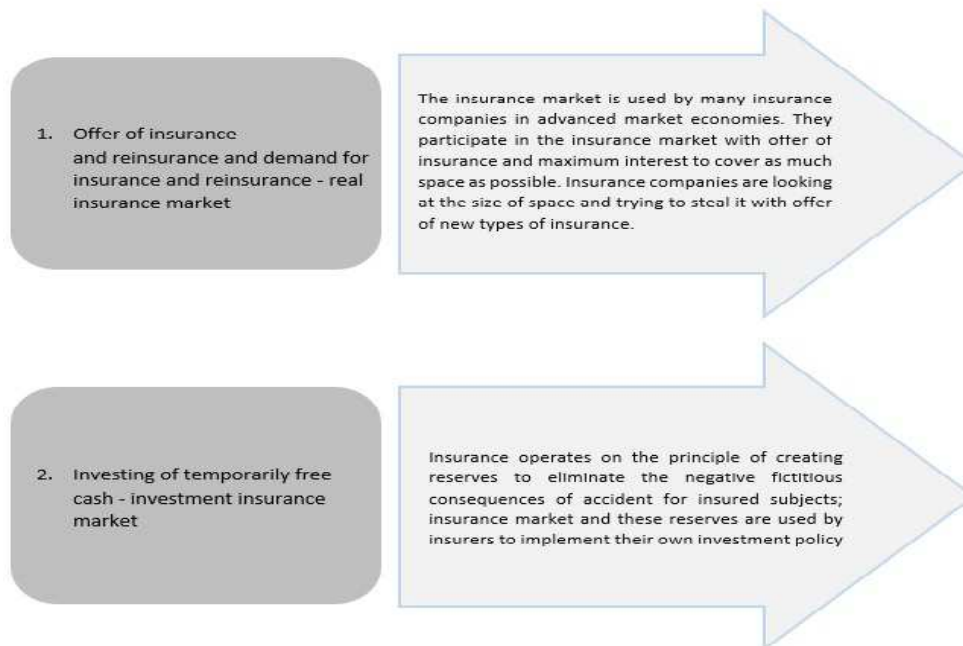 1. Offer of insurance
and reinsurance and demand for
insurance and reinsurance - real
insurance market
The insurance market is used by many insurance
companies in advanced market economies. They
participate in the insurance market with offer of
insurance and maximum interest to cover as much
space as possible. Insurance companies are looking
at the size of space and trying to steal it with offer
of new types of insurance.
2. Investing of temporarily free
cash - investment insurance
market
Insurance operates on the principle of creating
reserves to eliminate the negative fictitious
consequences of accident for insured subjects;
insurance market and these reserves are used by
insurers to implement their own investment policy